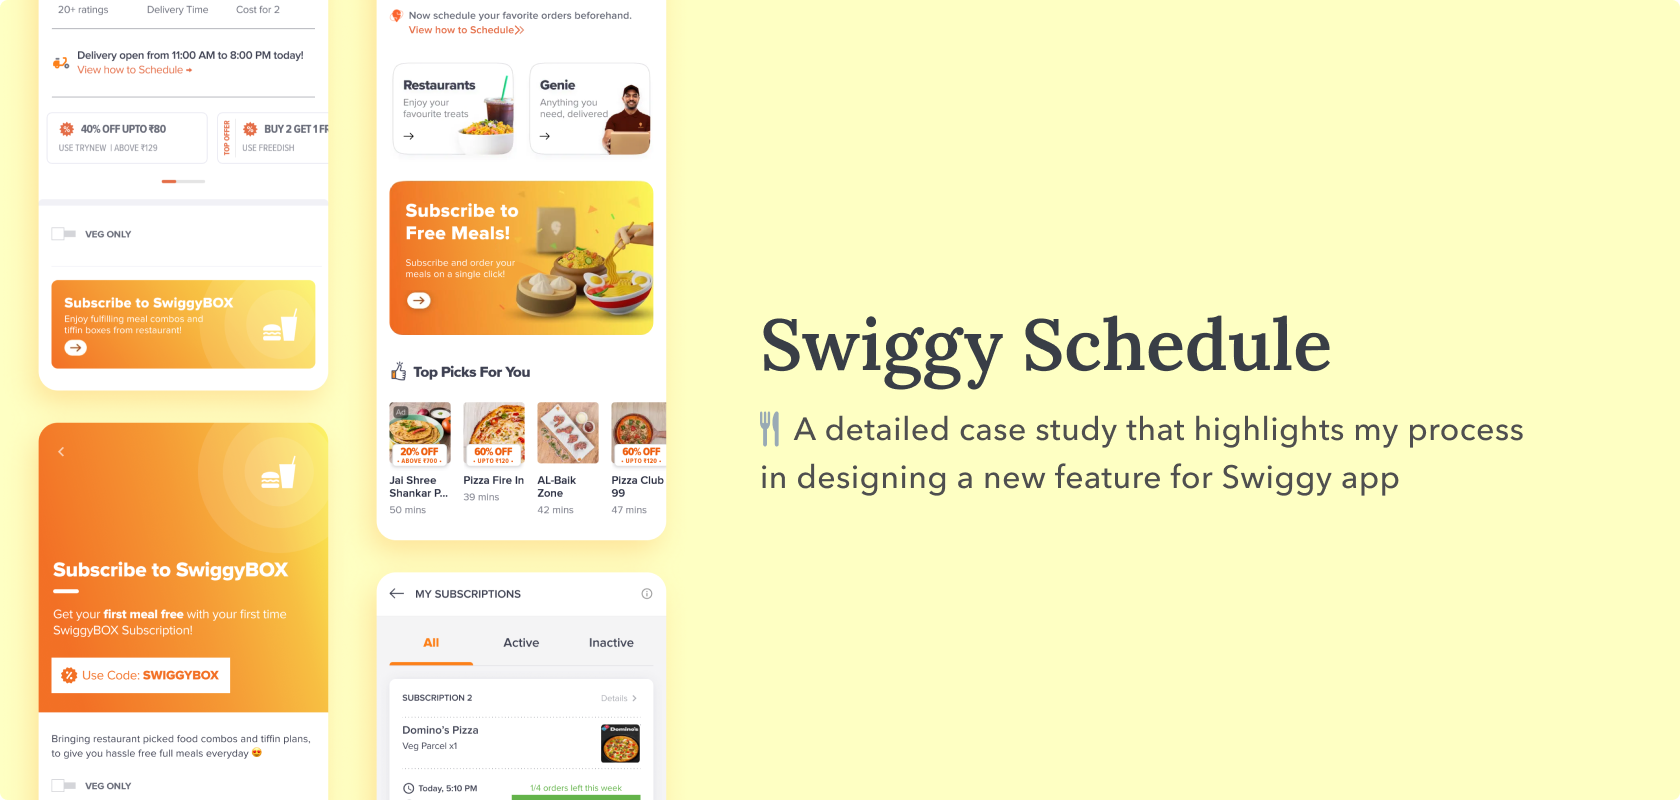 20+ ratings
Delivery Time
Cost for 2
Delivery open from 11:00 AM to 8:00 PM today!
View how to Schedule
40% OFF UPTO ₹80
USE TRYNEW | ABOVE ₹129
TOP OFFER
BUY 2 GET 1 FR
USE FREEDISH
VEG ONLY
Subscribe to SwiggyBOX
Enjoy fulfilling meal combos and
tiffin boxes from restaurant!
Subscribe to SwiggyBOX
Get your first meal free with your first time
SwiggyBOX Subscription!
Use Code: SWIGGYBOX
Bringing restaurant picked food combos and tiffin plans,
to give you hassle free full meals everyday 😍
VEG ONLY
Now schedule your favorite orders beforehand.
View how to Schedule
Restaurants
Enjoy your
favourite treats
Genie
Anything you
need, delivered
Subscribe to
Free Meals!
Subscribe and order your
meals on a single click!
Top Picks For You
Ad
20% OFF
• ABOVE ₹700 •
Jai Shree
Shankar P...
50 mins
60% OFF
• UPTO ₹120 •
Pizza Fire In
39 mins
AL-Baik
Zone
42 mins
60% OFF
• UPTO ₹120 •
Pizza Club
99
47 mins
MY SUBSCRIPTIONS
All
Active
Inactive
SUBSCRIPTION 2
Details
Domino's Pizza
Veg Parcel x1
Domino's
Today, 5:10 PM
1/4 orders left this week
Swiggy Schedule
🍴 A detailed case study that highlights my process
in designing a new feature for Swiggy app